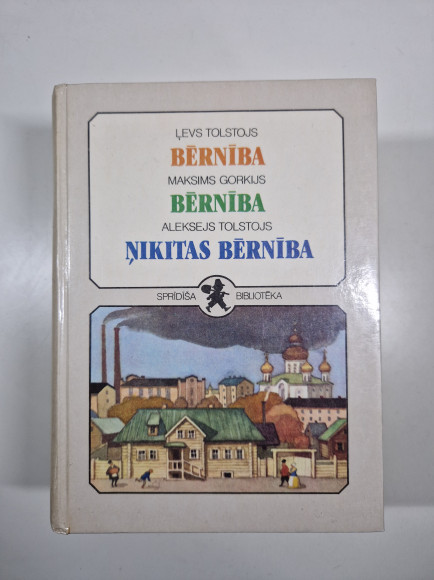 ĻEVS TOLSTOJS
BĒRNĪBA
MAKSIMS GORKIJS
BĒRNĪBA
ALEKSEJS TOLSTOJS
ŅIKITAS BĒRNĪBA
SPRĪDĪŠA BIBLIOTĒKA